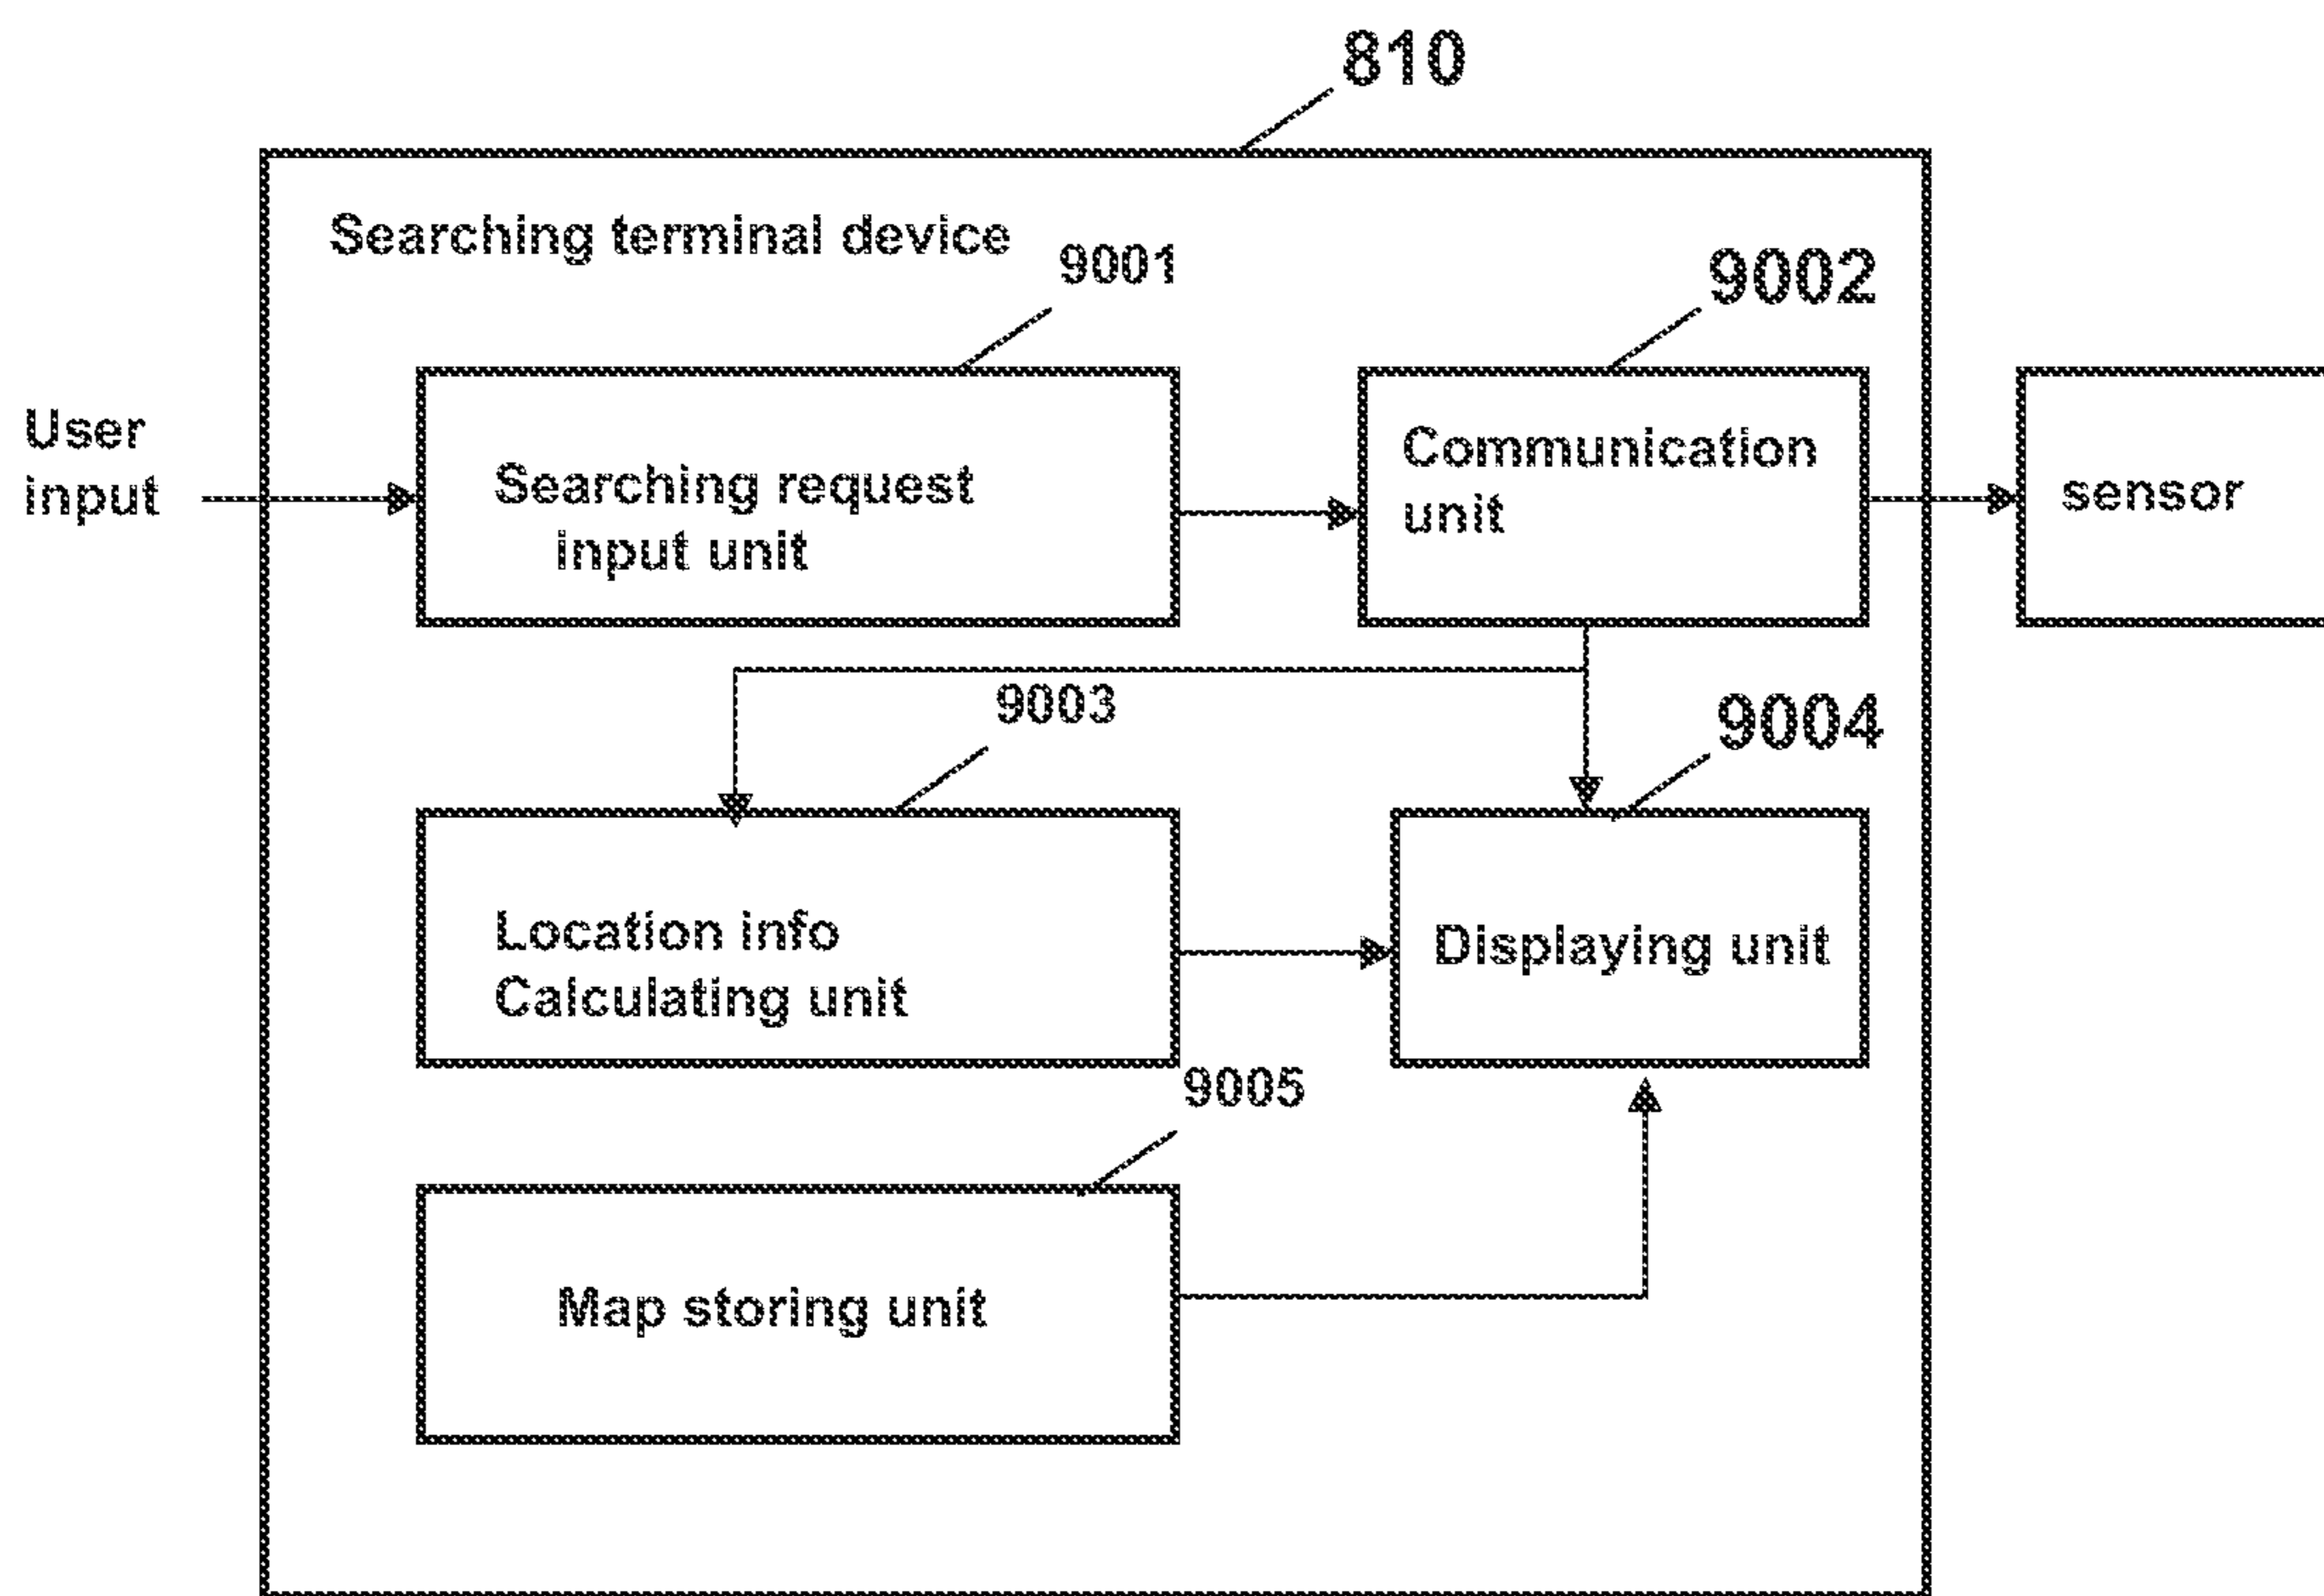 810
Searching terminal device
9001
9002
User
input
Searching request
input unit
Communication
unit
sensor
9003
9004
Location info
Calculating unit
Displaying unit
9005
Map storing unit